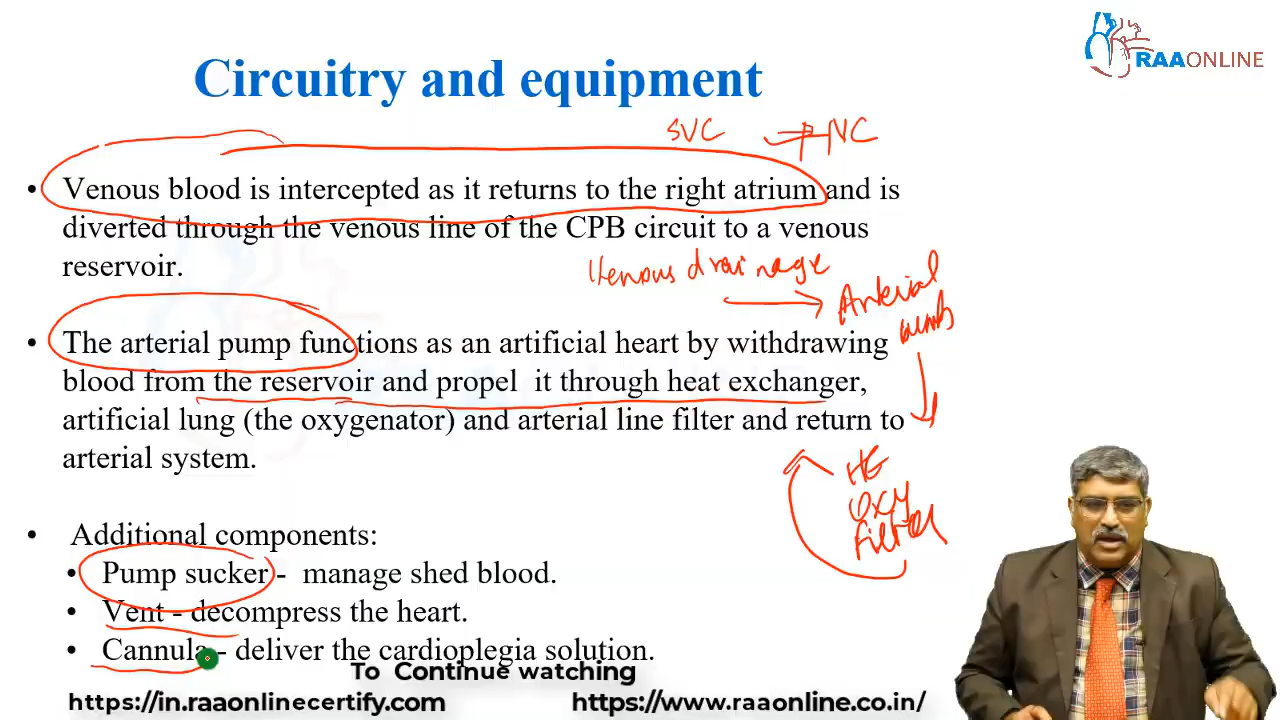 RAAONLINE
Circuitry and equipment
SVC
• Venous blood is intercepted as it returns to the right atrium and is
diverted through the venous line of the CPB circuit to a venous
reservoir.
Venous drainage
Arterial
• The arterial pump functions as an artificial heart by withdrawing
blood from the reservoir and propel it through heat exchanger,
artificial lung (the oxygenator) and arterial line filter and return to
arterial system.
HE
Oxy
Filter
• Additional components:
• Pump sucker - manage shed blood.
• Vent - decompress the heart.
• Cannula - deliver the cardioplegia solution.
To Continue watching
https://in.raaonlinecertify.com https://www.raaonline.co.in/